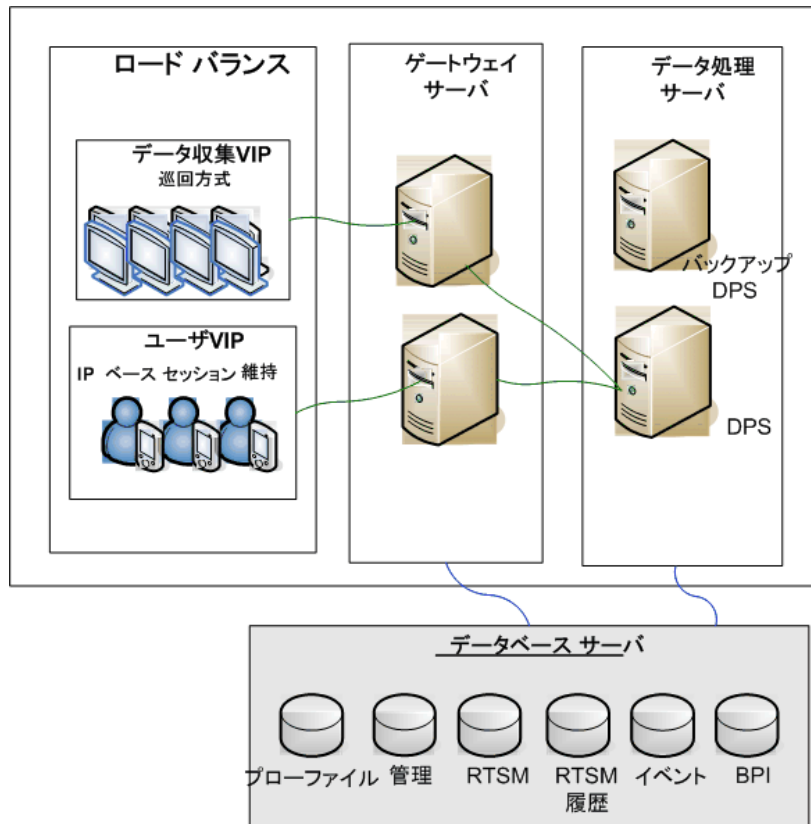 ロード バランス
データ収集VIP
巡回方式
ユーザVIP
IP ベース セッション 維持
ゲートウェイ
サーバ
データ処理
サーバ
バックアップ
DPS
DPS
データベース サーバ
プローファイル
管理
RTSM
RTSM
履歴
イベント
BPI